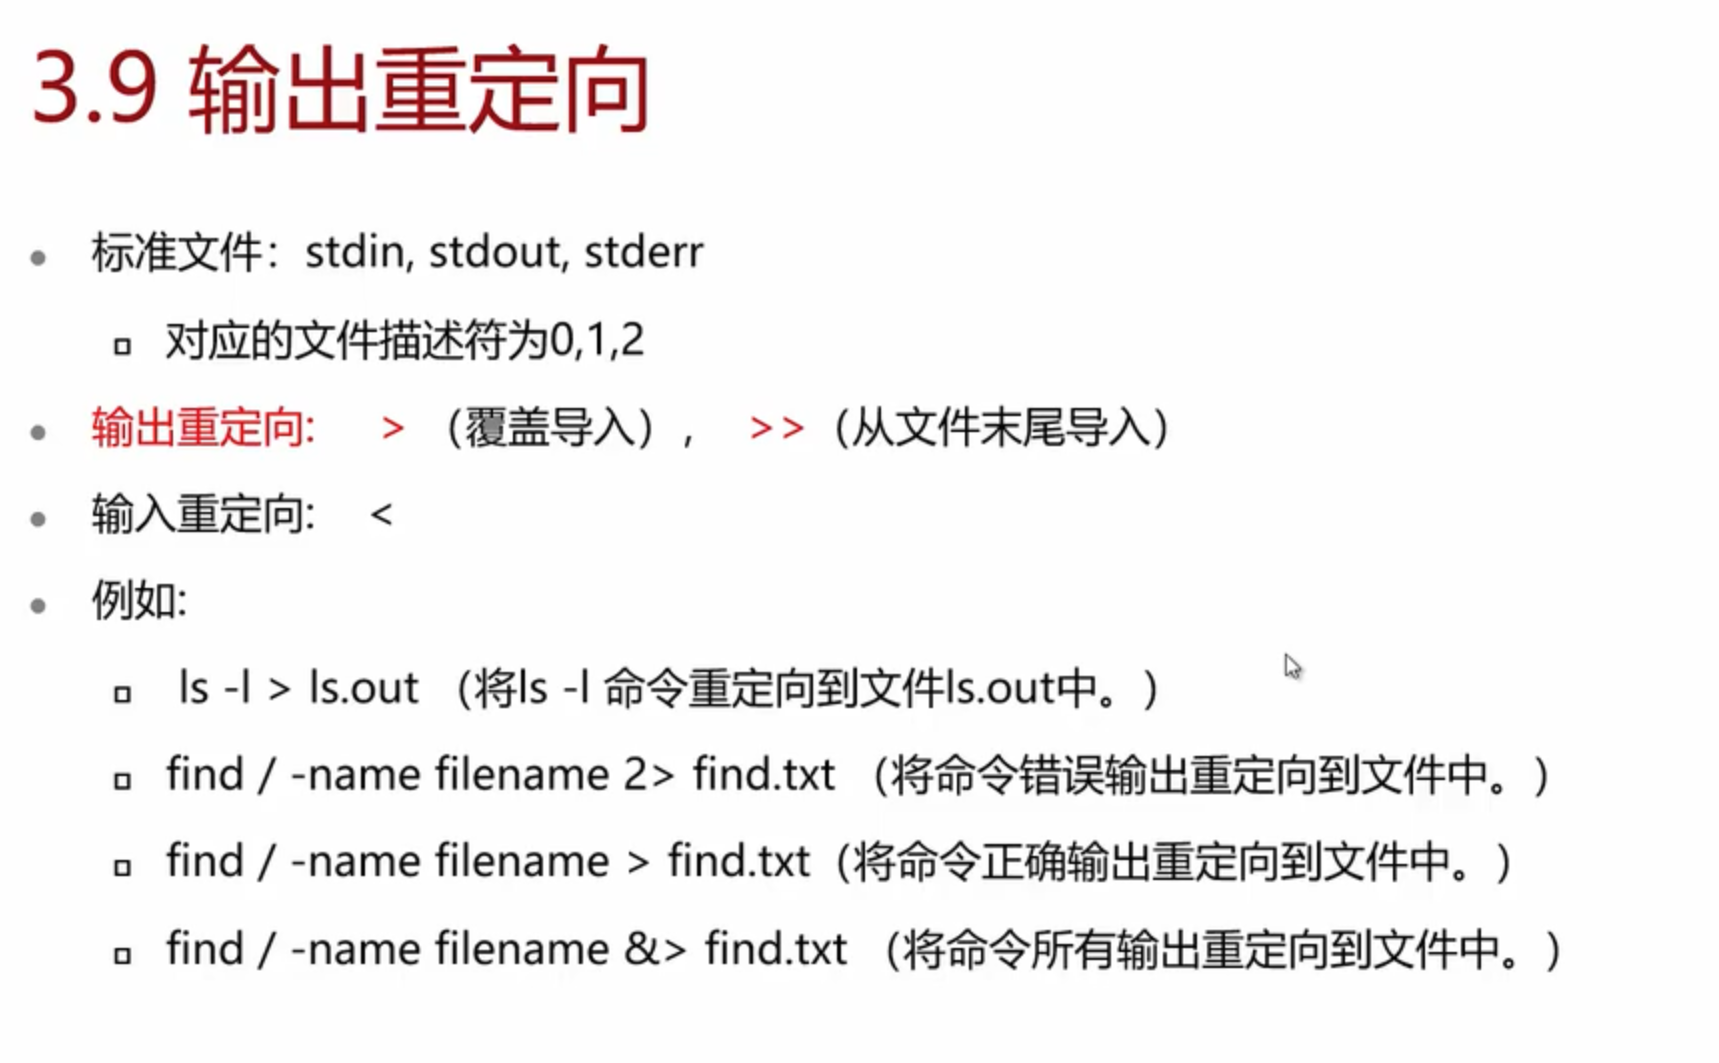 3.9 输出重定向
标准文件：stdin, stdout, stderr
对应的文件描述符为0,1,2
输出重定向: > （覆盖导入）, >>（从文件末尾导入）
输入重定向: <
例如:
ls -l > ls.out （将ls -l 命令重定向到文件ls.out中。）
find / -name filename 2> find.txt （将命令错误输出重定向到文件中。）
find / -name filename > find.txt（将命令正确输出重定向到文件中。）
find / -name filename &> find.txt （将命令所有输出重定向到文件中。）